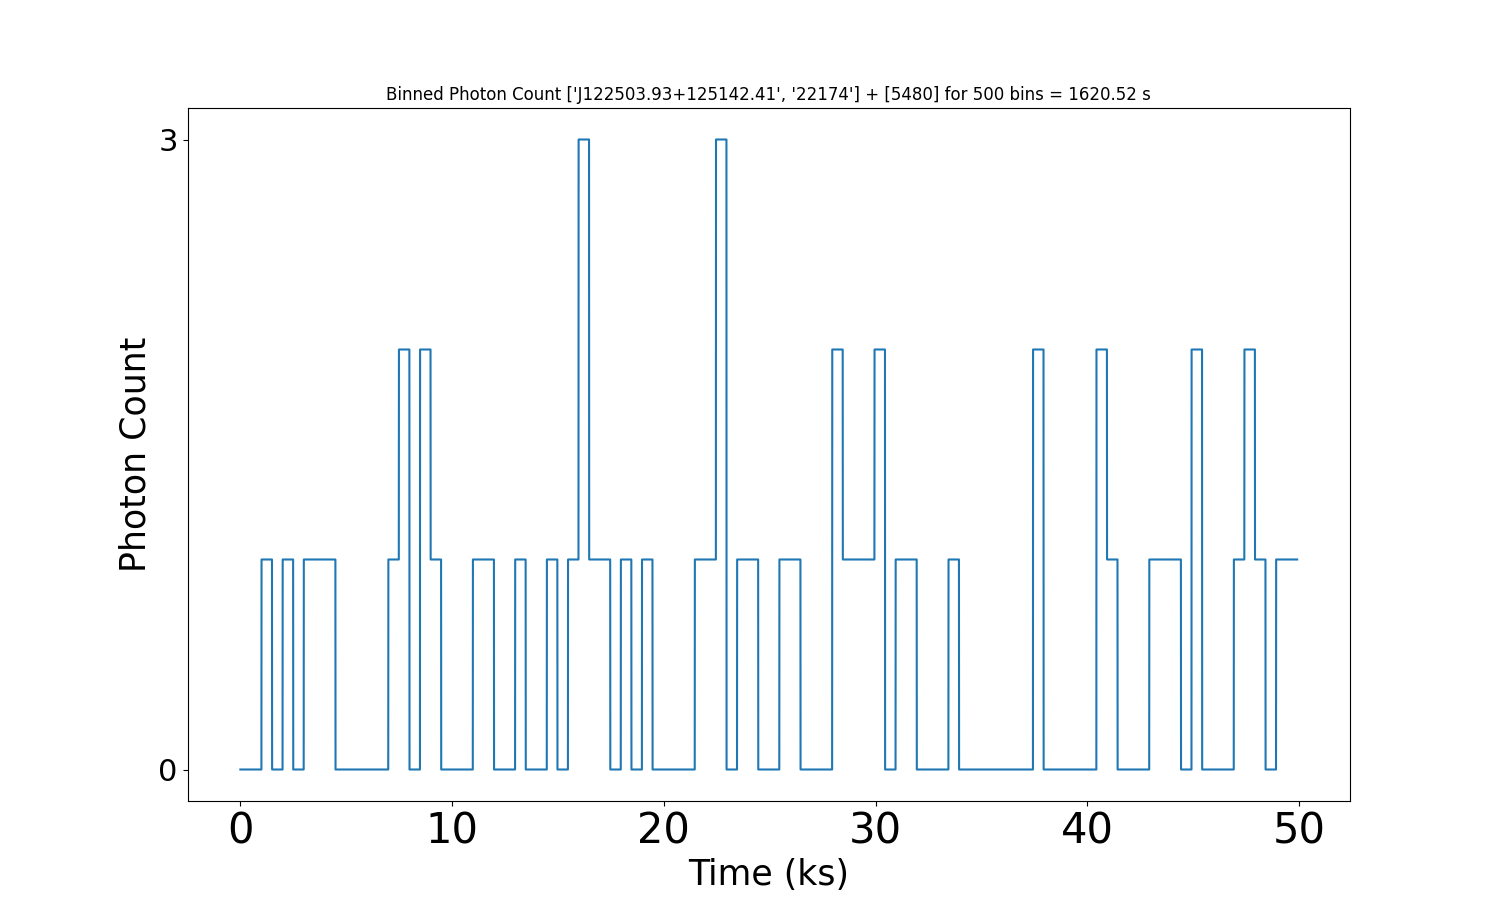 Binned Photon Count ['J122503.93+125142.41', '22174'] + [5480] for 500 bins = 1620.52 s
3
Photon Count
0
0 10 20 30 40 50
Time (ks)